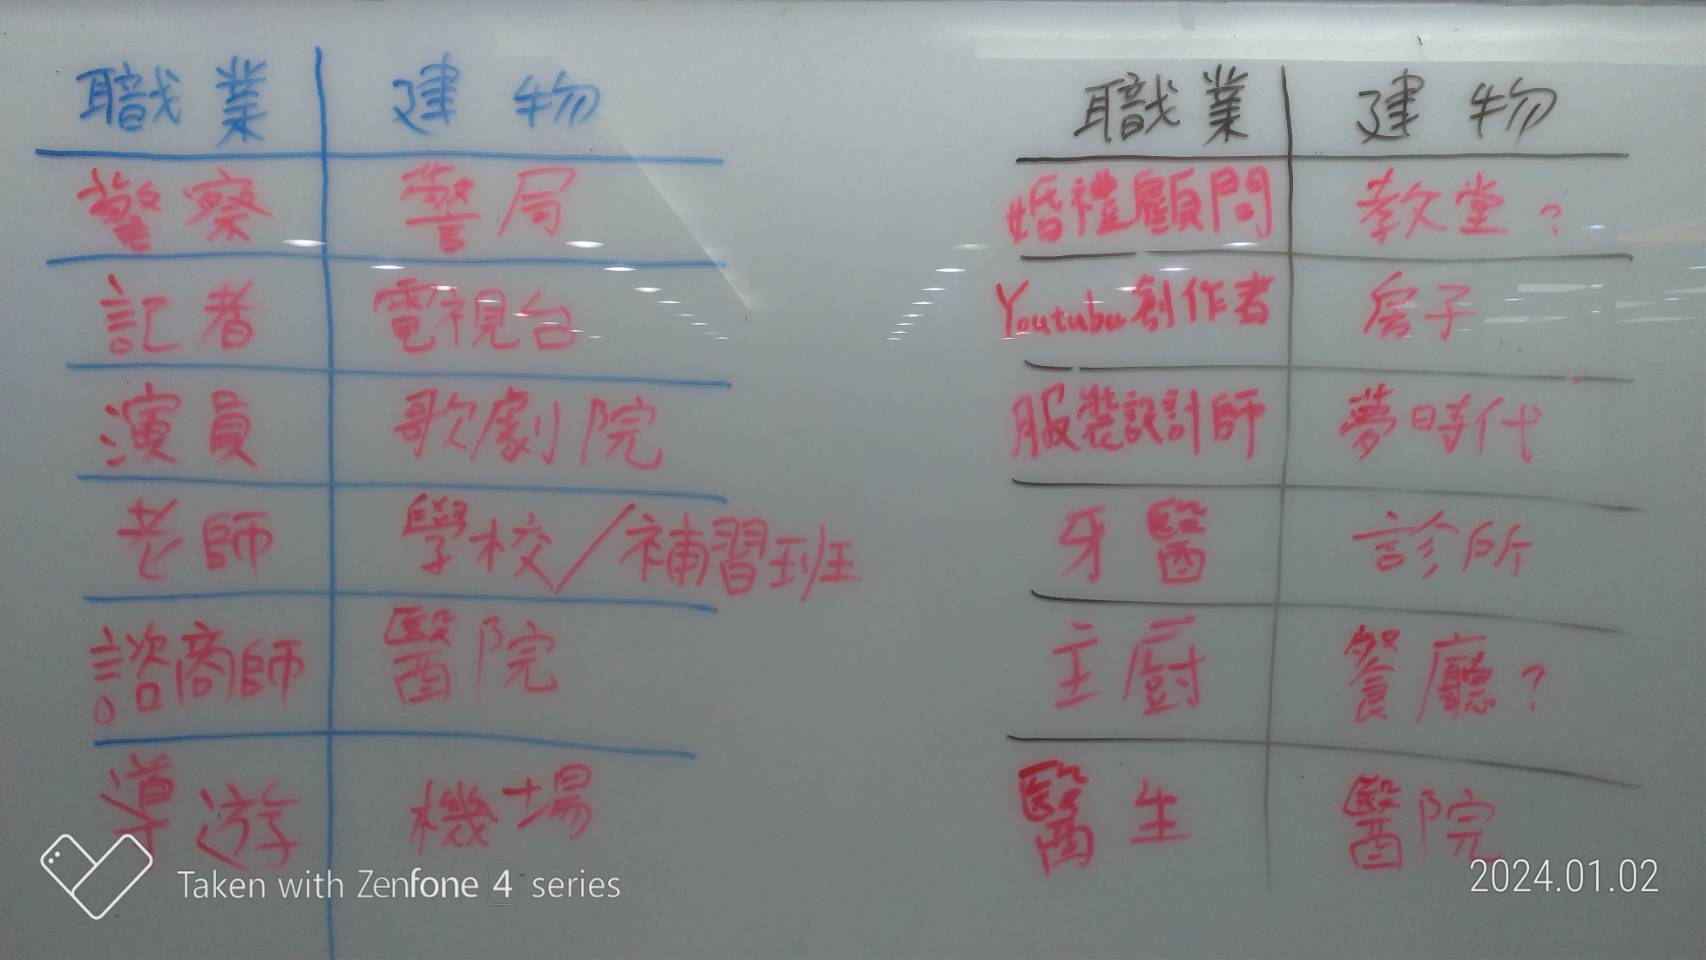 職業 建物
警察 警局
記者 電視台
演員 歌劇院
老師 學校/補習班
諮商師 醫院
導遊 機場
職業 建物
婚禮顧問 教堂?
Youtuber創作者 房子
服裝設計師 夢時代
牙醫 診所
主廚 餐廳?
醫生 醫院
Taken with Zenfone 4 series
2024.01.02